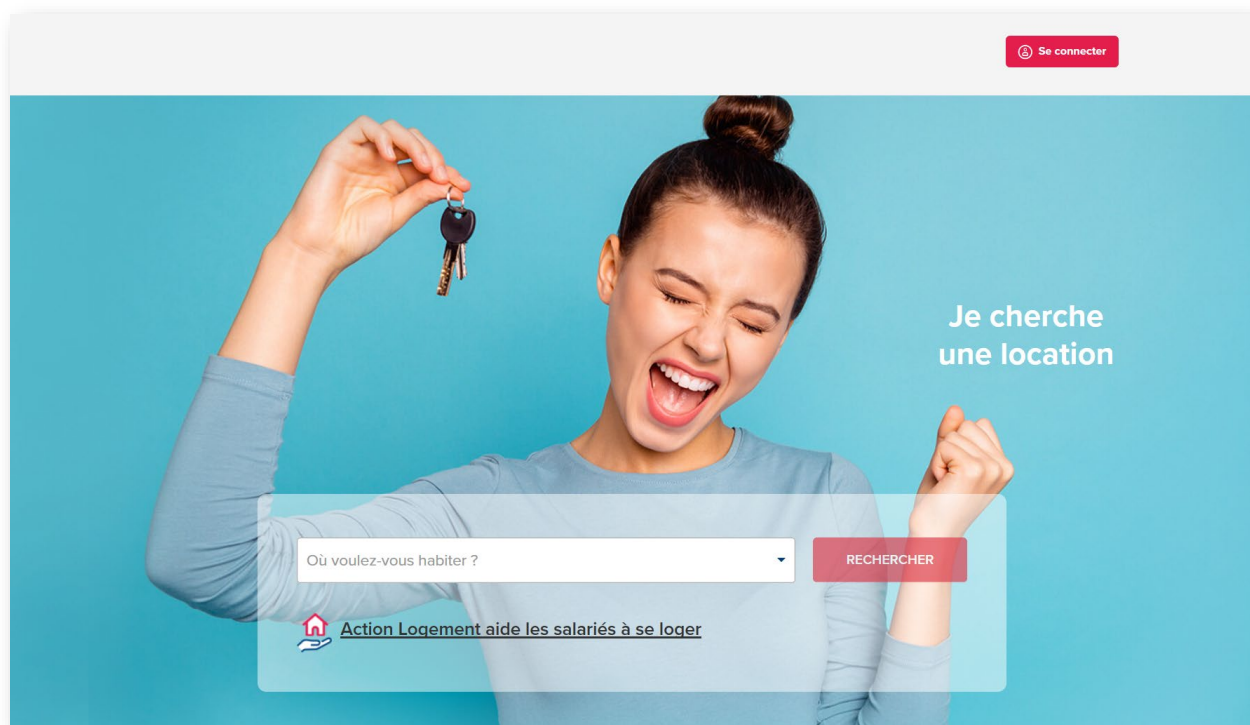 Se connecter
Je cherche
une location
Où voulez-vous habiter ?
RECHERCHER
Action Logement aide les salariés à se loger